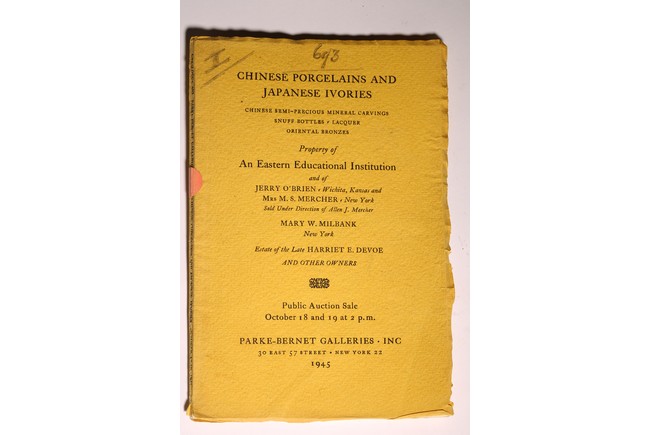 I
693
CHINESE PORCELAINS AND
JAPANESE IVORIES
CHINESE SEMI-PRECIOUS MINERAL CARVINGS
SNUFF BOTTLES • LACQUER
ORIENTAL BRONZES
Property of
An Eastern Educational Institution
and of
JERRY O'BRIEN • Wichita, Kansas and
MRS M. S. MERCHER • New York
Sold Under Direction of Allen J. Mercher
MARY W. MILBANK
New York
Estate of the Late HARRIET E. DEVOE
AND OTHER OWNERS
Public Auction Sale
October 18 and 19 at 2 p.m.
PARKE-BERNET GALLERIES • INC
30 EAST 57 STREET • NEW YORK 22
1945